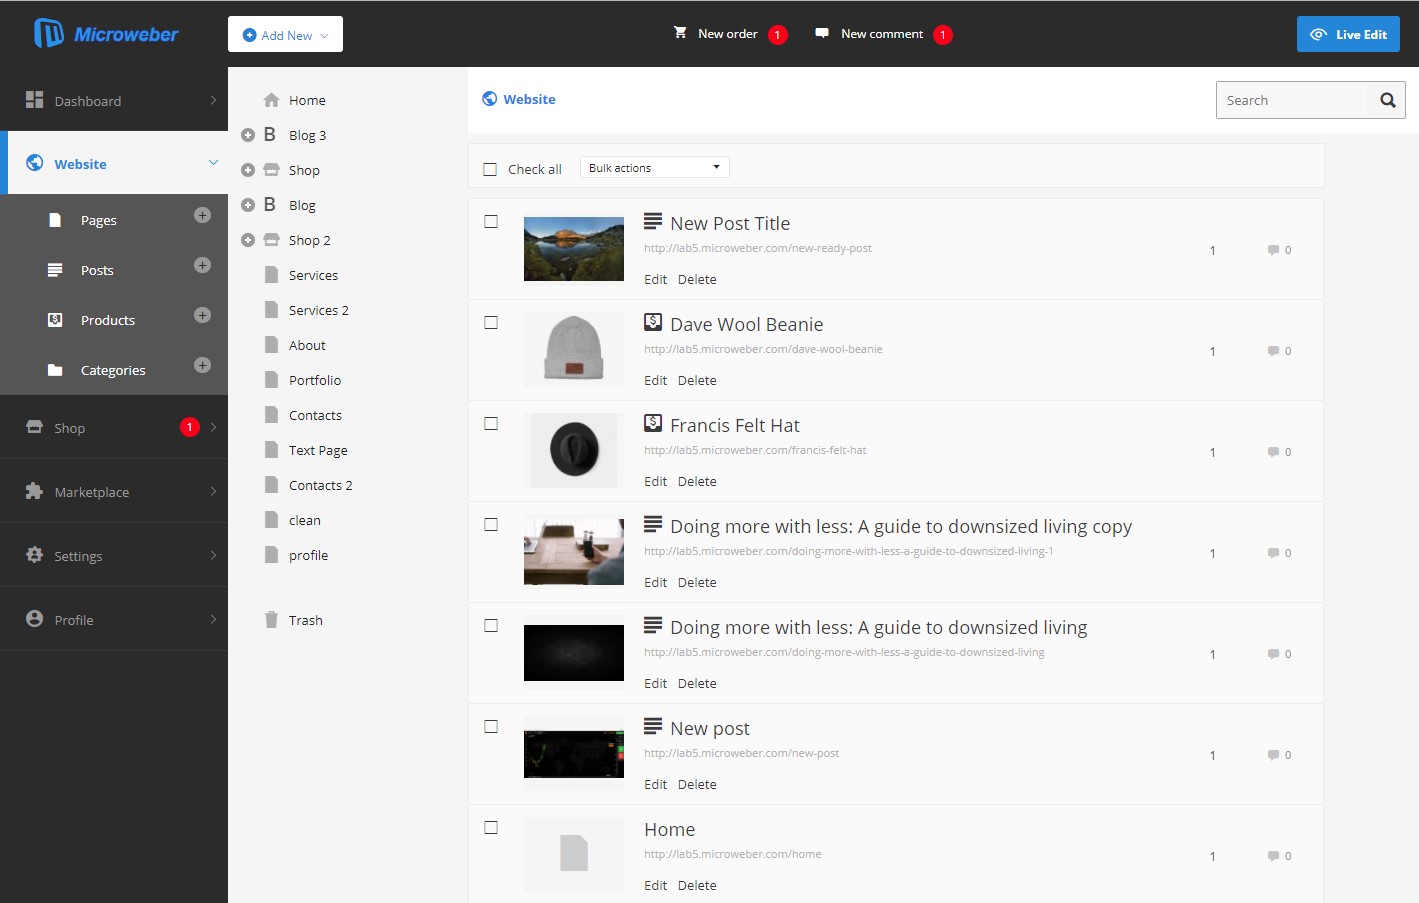 Microweber
Add New
New order 1
New comment 1
Live Edit
Dashboard
Website
Pages
Posts
Products
Categories
Shop 1
Marketplace
Settings
Profile
Home
B Blog 3
Shop
B Blog
Shop 2
Services
Services 2
About
Portfolio
Contacts
Text Page
Contacts 2
clean
profile
Trash
Website
Search
Check all
Bulk actions
New Post Title
http://lab5.microweber.com/new-ready-post
1 0
Edit Delete
Dave Wool Beanie
http://lab5.microweber.com/dave-wool-beanie
1 0
Edit Delete
Francis Felt Hat
http://lab5.microweber.com/francis-felt-hat
1 0
Edit Delete
Doing more with less: A guide to downsized living copy
http://lab5.microweber.com/doing-more-with-less-a-guide-to-downsized-living-1
1 0
Edit Delete
Doing more with less: A guide to downsized living
http://lab5.microweber.com/doing-more-with-less-a-guide-to-downsized-living
1 0
Edit Delete
New post
http://lab5.microweber.com/new-post
1 0
Edit Delete
Home
http://lab5.microweber.com/home
1 0
Edit Delete